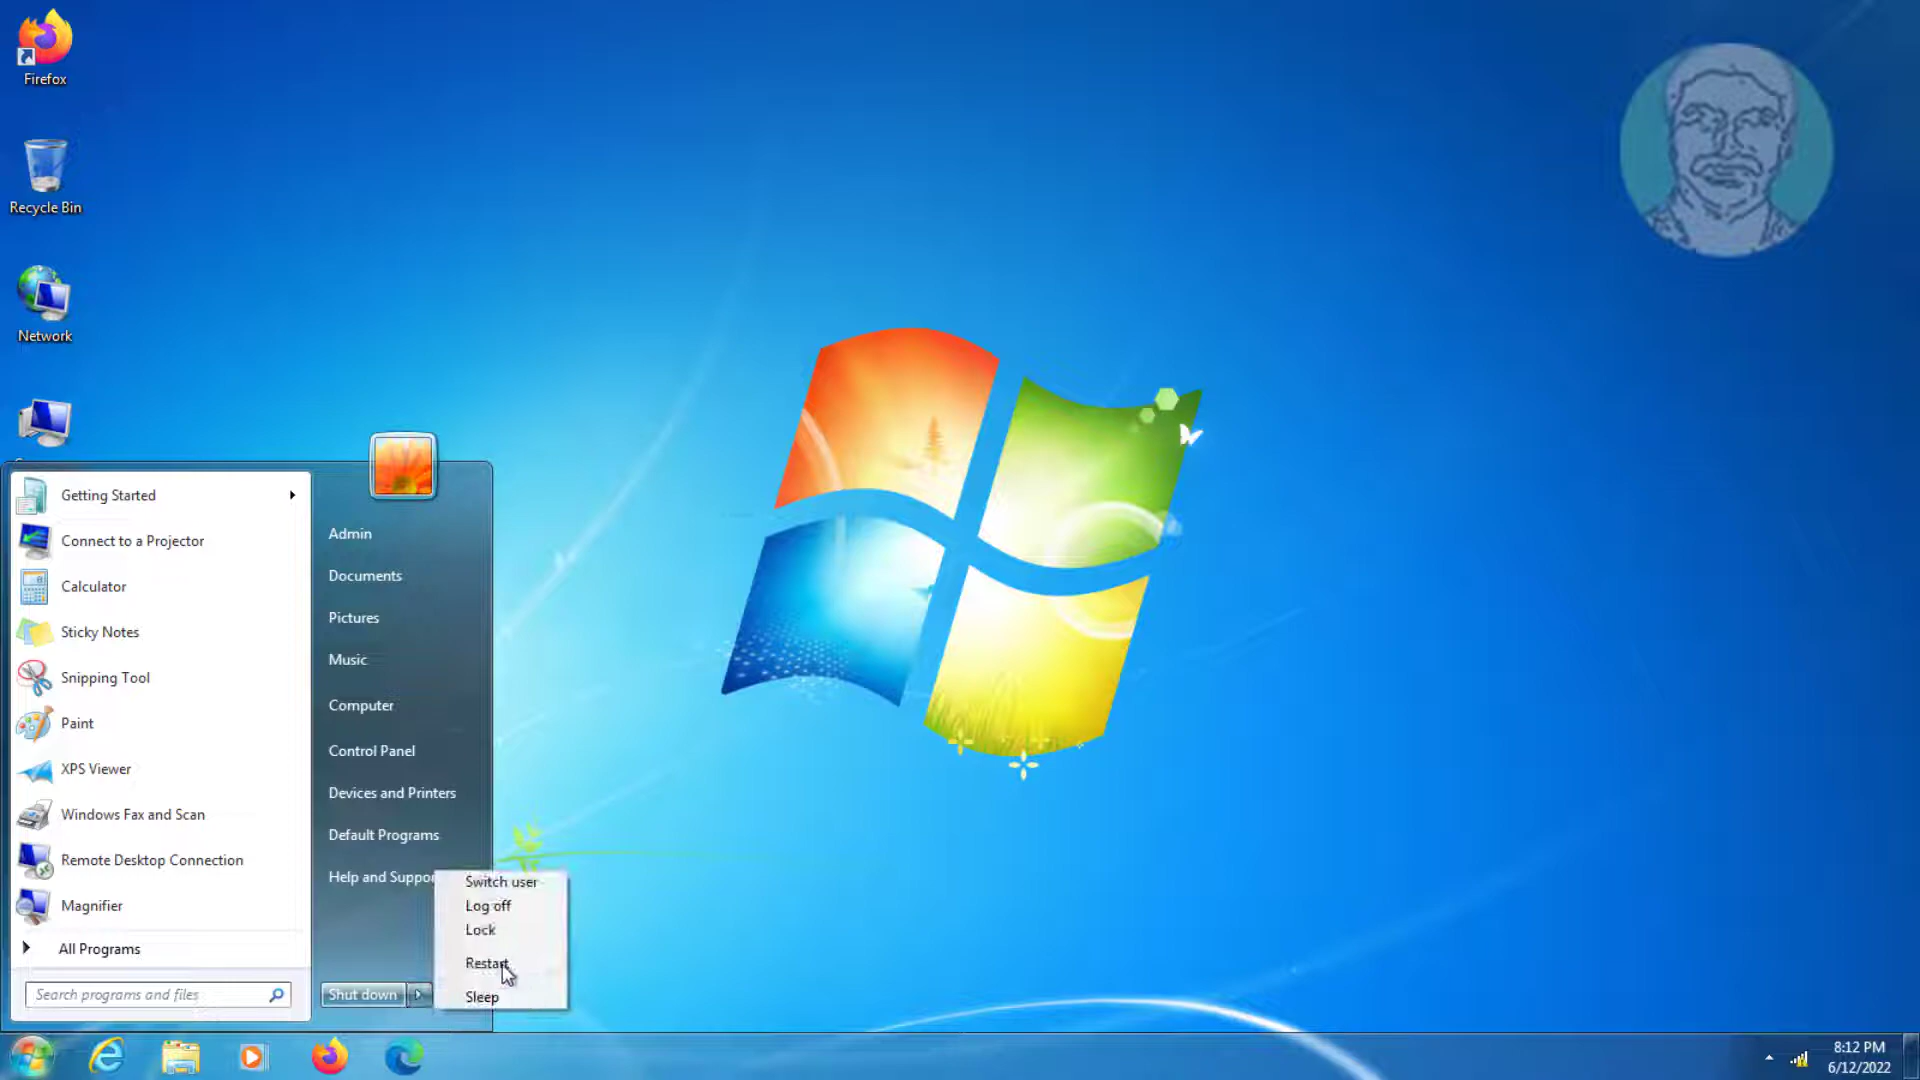 Firefox
Recycle Bin
Network
Getting Started
Connect to a Projector
Calculator
Sticky Notes
Snipping Tool
Paint
XPS Viewer
Windows Fax and Scan
Remote Desktop Connection
Magnifier
All Programs
Search programs and files
Admin
Documents
Pictures
Music
Computer
Control Panel
Devices and Printers
Default Programs
Help and Suppor
Shut down
Switch user
Log off
Lock
Restart
Sleep
8:12 PM
6/12/2022